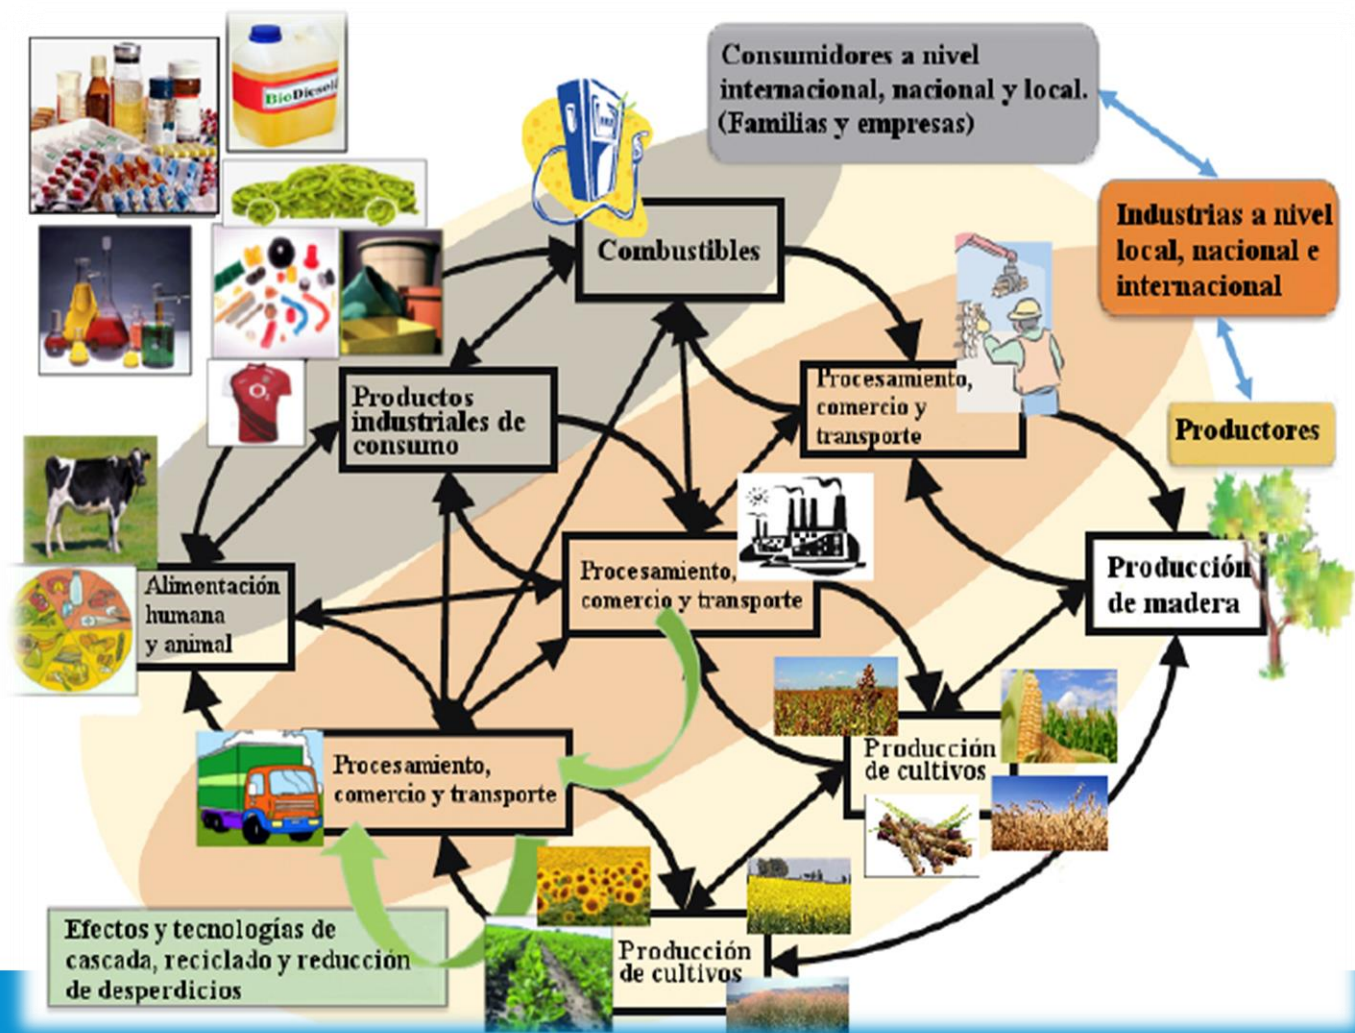 Consumidores a nivel
internacional, nacional y local.
(Familias y empresas)
BioDiesel
Industrias a nivel
local, nacional e
internacional
Combustibles
Procesamiento,
comercio y
transporte
Productos
industriales de
consumo
O2
Productores
Alimentación
humana
y animal
Procesamiento,
comercio y transporte
Producción
de madera
Procesamiento,
comercio y transporte
Producción
de cultivos
Efectos y tecnologías de
cascada, reciclado y reducción
de desperdicios
Producción
de cultivos